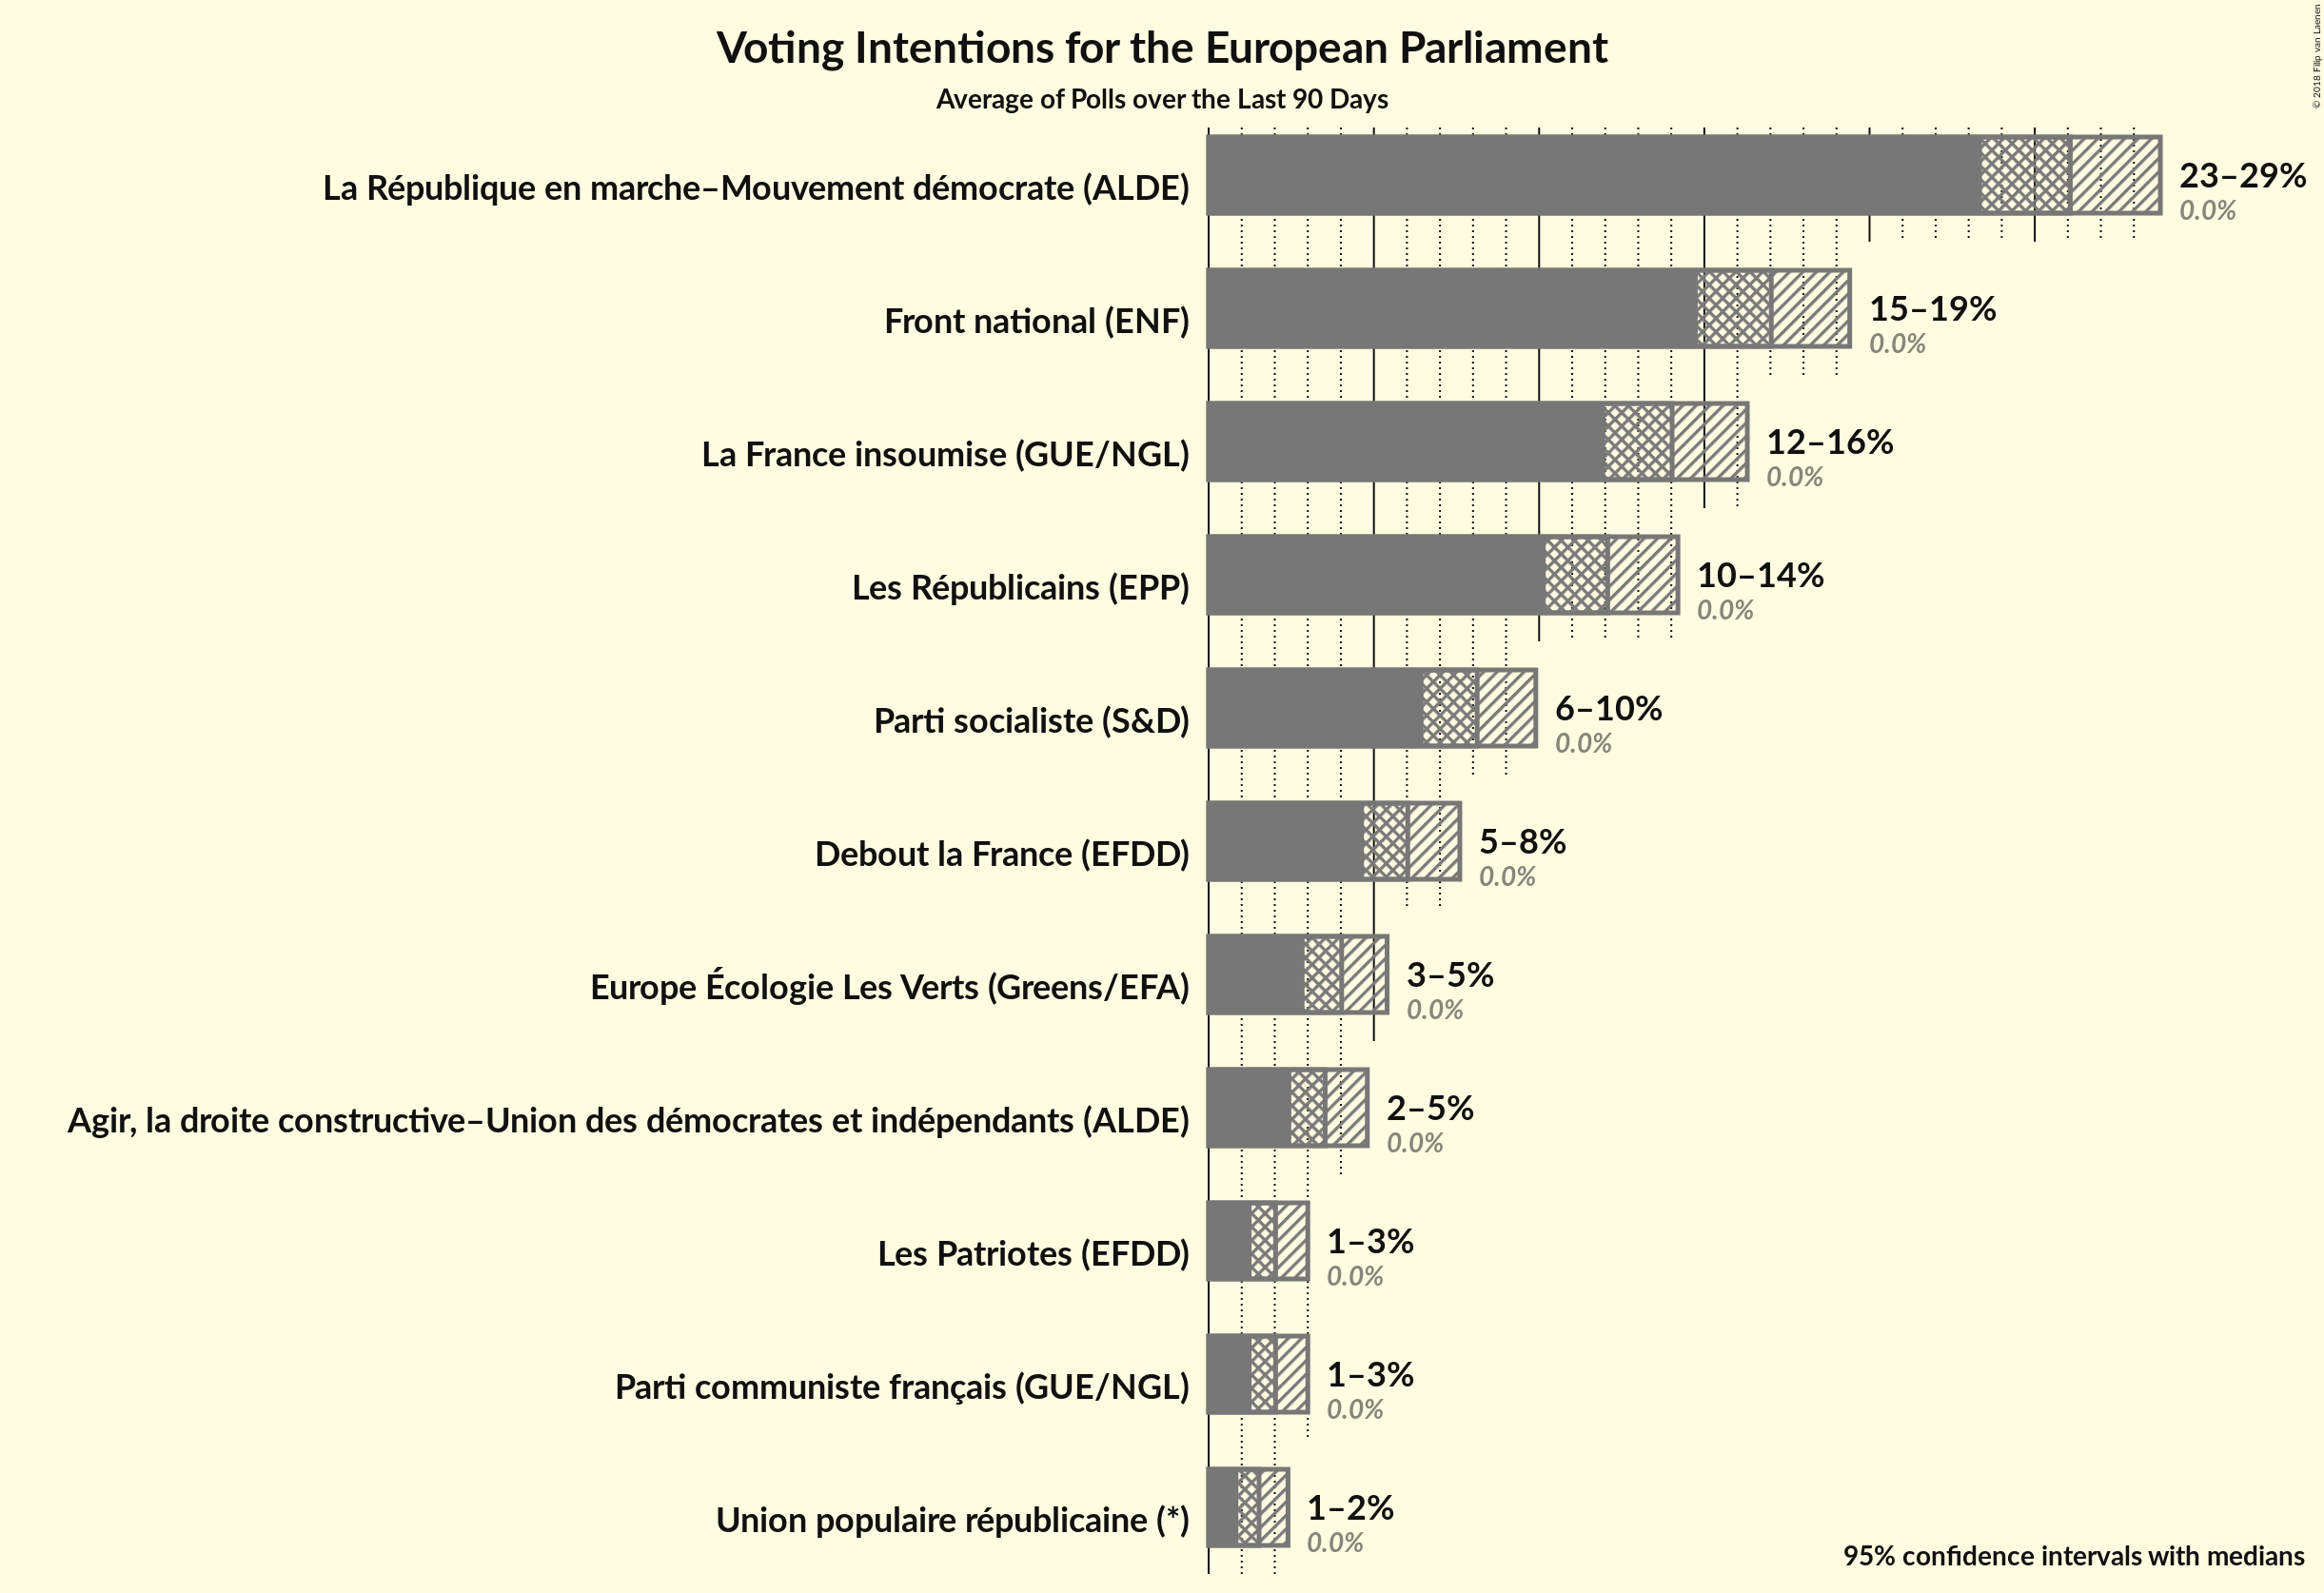 Voting Intentions for the European Parliament
Average of Polls over the Last 90 Days
© 2018 Filip van Laenen
La République en marche–Mouvement démocrate (ALDE)
23–29%
0.0%
Front national (ENF)
15–19%
0.0%
La France insoumise (GUE/NGL)
12–16%
0.0%
Les Républicains (EPP)
10–14%
0.0%
Parti socialiste (S&D)
6–10%
0.0%
Debout la France (EFDD)
5–8%
0.0%
Europe Écologie Les Verts (Greens/EFA)
3–5%
0.0%
Agir, la droite constructive–Union des démocrates et indépendants (ALDE)
2–5%
0.0%
Les Patriotes (EFDD)
1–3%
0.0%
Parti communiste français (GUE/NGL)
1–3%
0.0%
Union populaire républicaine (*)
1–2%
0.0%
95% confidence intervals with medians